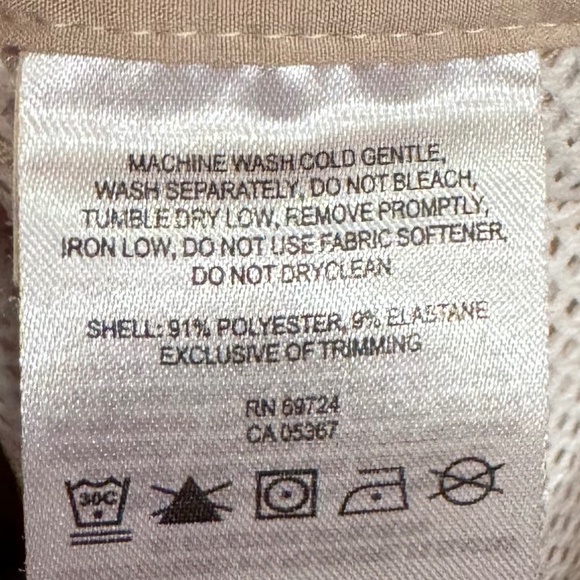 MACHINE WASH COLD GENTLE,
WASH SEPARATELY, DO NOT BLEACH,
TUMBLE DRY LOW, REMOVE PROMPTLY,
IRON LOW, DO NOT USE FABRIC SOFTENER,
DO NOT DRYCLEAN
SHELL: 91% POLYESTER, 9% ELASTANE
EXCLUSIVE OF TRIMMING
RN 69724
CA 05367
30C